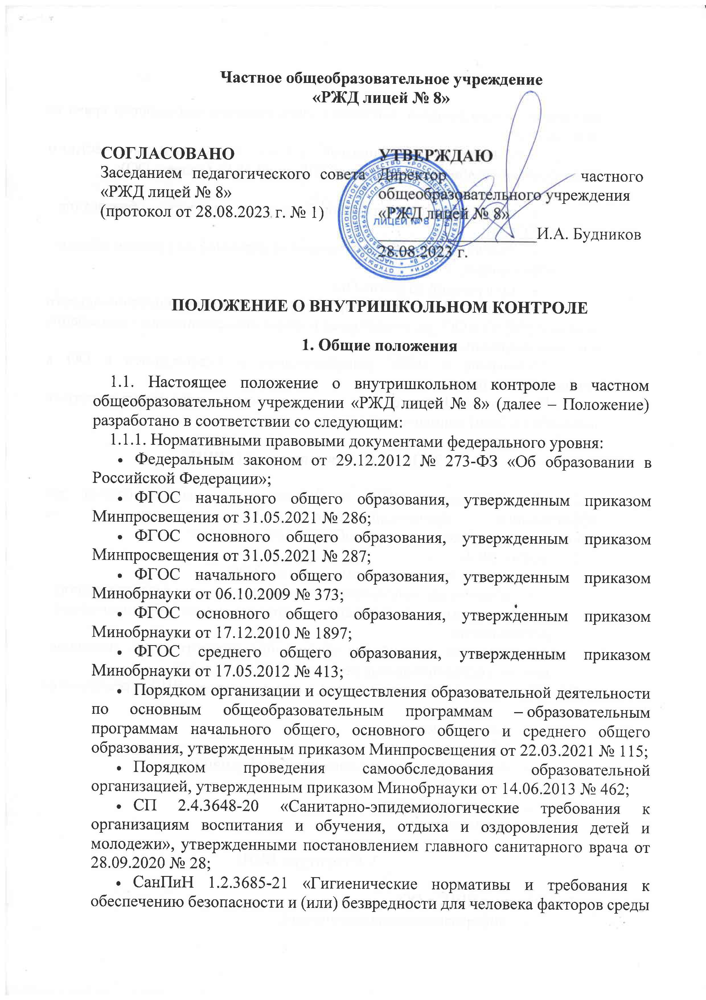 Частное общеобразовательное учреждение
«РЖД лицей № 8»
СОГЛАСОВАНО
Заседанием педагогического совета
«РЖД лицей № 8»
(протокол от 28.08.2023 г. № 1)
УТВЕРЖДАЮ
Директор частного
общеобразовательного учреждения
«РЖД лицей № 8»
И.А. Будников
28.08.2023 г.
РЖД
ЛИЦЕЙ № 8
ПОЛОЖЕНИЕ О ВНУТРИШКОЛЬНОМ КОНТРОЛЕ
1. Общие положения
1.1. Настоящее положение о внутришкольном контроле в частном
общеобразовательном учреждении «РЖД лицей № 8» (далее – Положение)
разработано в соответствии со следующим:
1.1.1. Нормативными правовыми документами федерального уровня:
• Федеральным законом от 29.12.2012 № 273-ФЗ «Об образовании в
Российской Федерации»;
• ФГОС начального общего образования, утвержденным приказом
Минпросвещения от 31.05.2021 № 286;
• ФГОС основного общего образования, утвержденным приказом
Минпросвещения от 31.05.2021 № 287;
• ФГОС начального общего образования, утвержденным приказом
Минобрнауки от 06.10.2009 № 373;
• ФГОС основного общего образования, утвержденным приказом
Минобрнауки от 17.12.2010 № 1897;
• ФГОС среднего общего образования, утвержденным приказом
Минобрнауки от 17.05.2012 № 413;
• Порядком организации и осуществления образовательной деятельности
по основным общеобразовательным программам – образовательным
программам начального общего, основного общего и среднего общего
образования, утвержденным приказом Минпросвещения от 22.03.2021 № 115;
• Порядком проведения самообследования образовательной
организацией, утвержденным приказом Минобрнауки от 14.06.2013 № 462;
• СП 2.4.3648-20 «Санитарно-эпидемиологические требования к
организациям воспитания и обучения, отдыха и оздоровления детей и
молодежи», утвержденными постановлением главного санитарного врача от
28.09.2020 № 28;
• СанПиН 1.2.3685-21 «Гигиенические нормативы и требования к
обеспечению безопасности и (или) безвредности для человека факторов среды